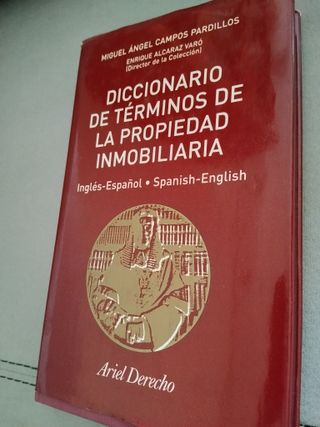 MIGUEL ÁNGEL CAMPOS PARDILLOS
ENRIQUE ALCARAZ VARÓ
(Director de la Colección)
DICCIONARIO
DE TÉRMINOS DE
LA PROPIEDAD
INMOBILIARIA
Inglés-Español • Spanish-English
Ariel Derecho